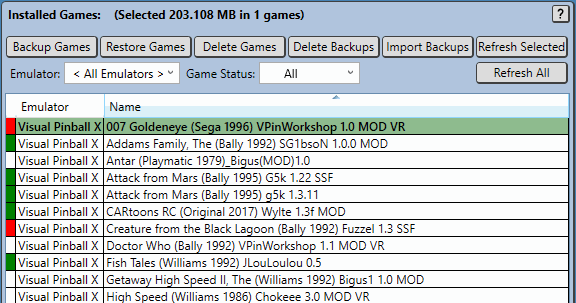 Installed Games: (Selected 203.108 MB in 1 games) ?
Backup Games Restore Games Delete Games Delete Backups Import Backups Refresh Selected
Emulator: < All Emulators > Game Status: All Refresh All
Emulator Name
Visual Pinball X 007 Goldeneye (Sega 1996) VPinWorkshop 1.0 MOD VR
Visual Pinball X Addams Family, The (Bally 1992) SG1bsoN 1.0.0 MOD
Visual Pinball X Antar (Playmatic 1979)_Bigus(MOD)1.0
Visual Pinball X Attack from Mars (Bally 1995) G5k 1.22 SSF
Visual Pinball X Attack from Mars (Bally 1995) g5k 1.3.11
Visual Pinball X CARtoons RC (Original 2017) Wylte 1.3f MOD
Visual Pinball X Creature from the Black Lagoon (Bally 1992) Fuzzel 1.3 SSF
Visual Pinball X Doctor Who (Bally 1992) VPinWorkshop 1.1 MOD VR
Visual Pinball X Fish Tales (Williams 1992) JLouLoulou 0.5
Visual Pinball X Getaway High Speed II, The (Williams 1992) Bigus1 1.0 MOD
Visual Pinball X High Speed (Williams 1986) Chokeee 3.0 MOD VR